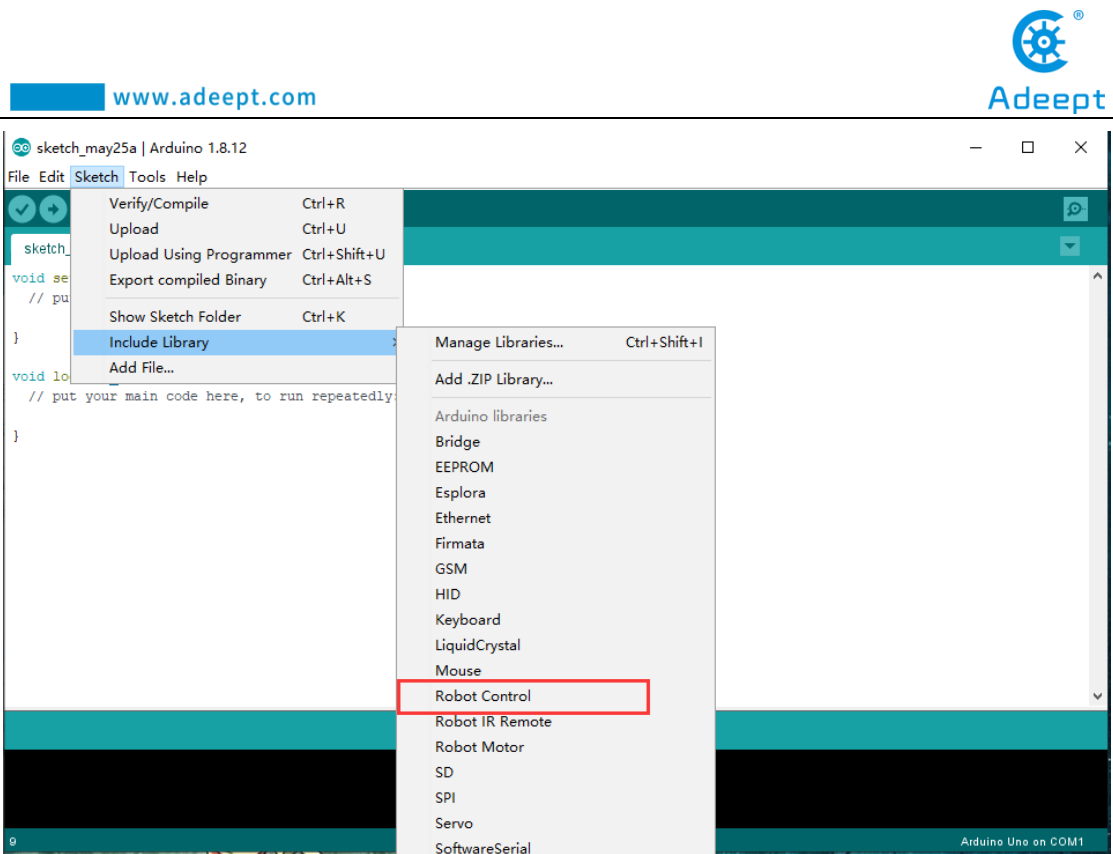 ®
www.adeept.com
Adeept
sketch_may25a | Arduino 1.8.12
File Edit Sketch Tools Help
Verify/Compile Ctrl+R
Upload Ctrl+U
Upload Using Programmer Ctrl+Shift+U
Export compiled Binary Ctrl+Alt+S
Show Sketch Folder Ctrl+K
Include Library
Add File...
sketch_
void se
// pu
}
void lo
// put your main code here, to run repeatedly:
}
Manage Libraries... Ctrl+Shift+I
Add .ZIP Library...
Arduino libraries
Bridge
EEPROM
Esplora
Ethernet
Firmata
GSM
HID
Keyboard
LiquidCrystal
Mouse
Robot Control
Robot IR Remote
Robot Motor
SD
SPI
Servo
SoftwareSerial
9
Arduino Uno on COM1